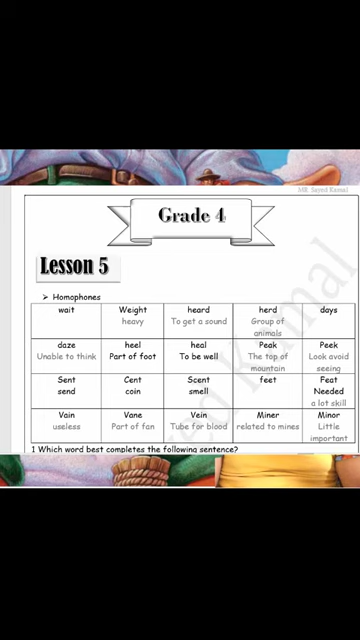 MR. Sayed Kamal
Grade 4
Lesson 5
➢ Homophones
wait Weight heard herd days
heavy To get a sound Group of
animals
daze heel heal Peak Peek
Unable to think Part of foot To be well The top of Look avoid
mountain seeing
Sent Cent Scent feet Feat
send coin smell Needed
a lot skill
Vain Vane Vein Miner Minor
useless Part of fan Tube for blood related to mines Little
important
1 Which word best completes the following sentence?